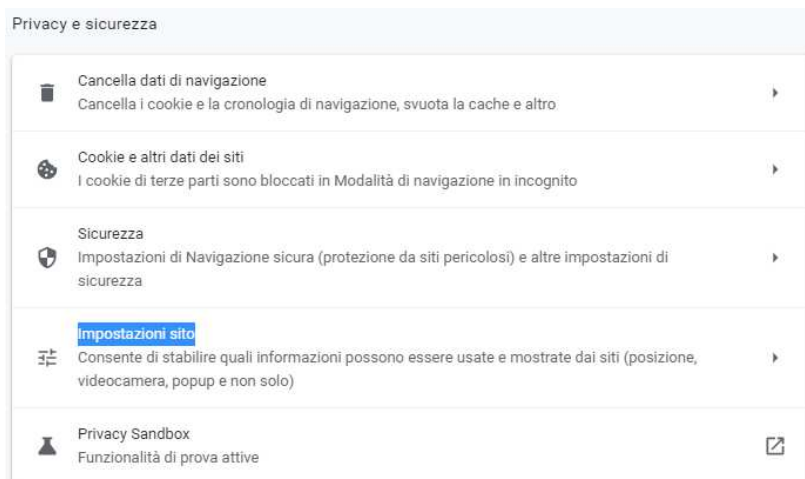 Privacy e sicurezza
Cancella dati di navigazione
Cancella i cookie e la cronologia di navigazione, svuota la cache e altro
Cookie e altri dati dei siti
I cookie di terze parti sono bloccati in Modalità di navigazione in incognito
Sicurezza
Impostazioni di Navigazione sicura (protezione da siti pericolosi) e altre impostazioni di
sicurezza
Impostazioni sito
Consente di stabilire quali informazioni possono essere usate e mostrate dai siti (posizione,
videocamera, popup e non solo)
Privacy Sandbox
Funzionalità di prova attive